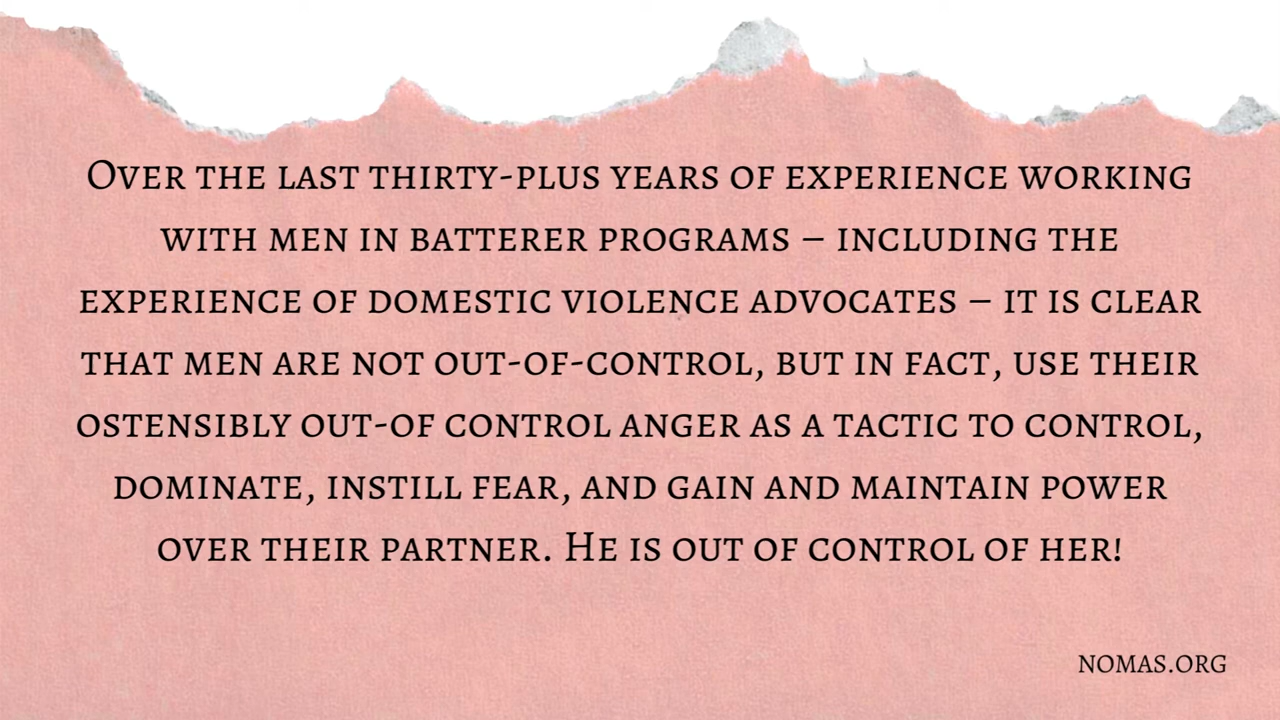 Over the last thirty-plus years of experience working
with men in batterer programs – including the
experience of domestic violence advocates – it is clear
that men are not out-of-control, but in fact, use their
ostensibly out-of control anger as a tactic to control,
dominate, instill fear, and gain and maintain power
over their partner. He is out of control of her!
nomas.org